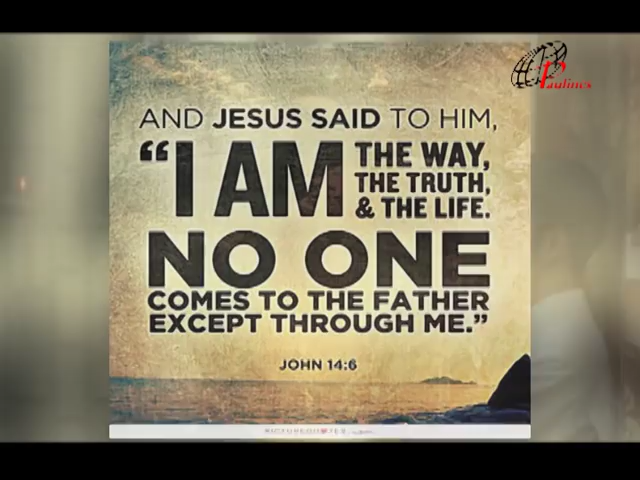 Paulines
AND JESUS SAID TO HIM,
“I AM THE WAY,
THE TRUTH,
& THE LIFE.
NO ONE
COMES TO THE FATHER
EXCEPT THROUGH ME.”
JOHN 14:6